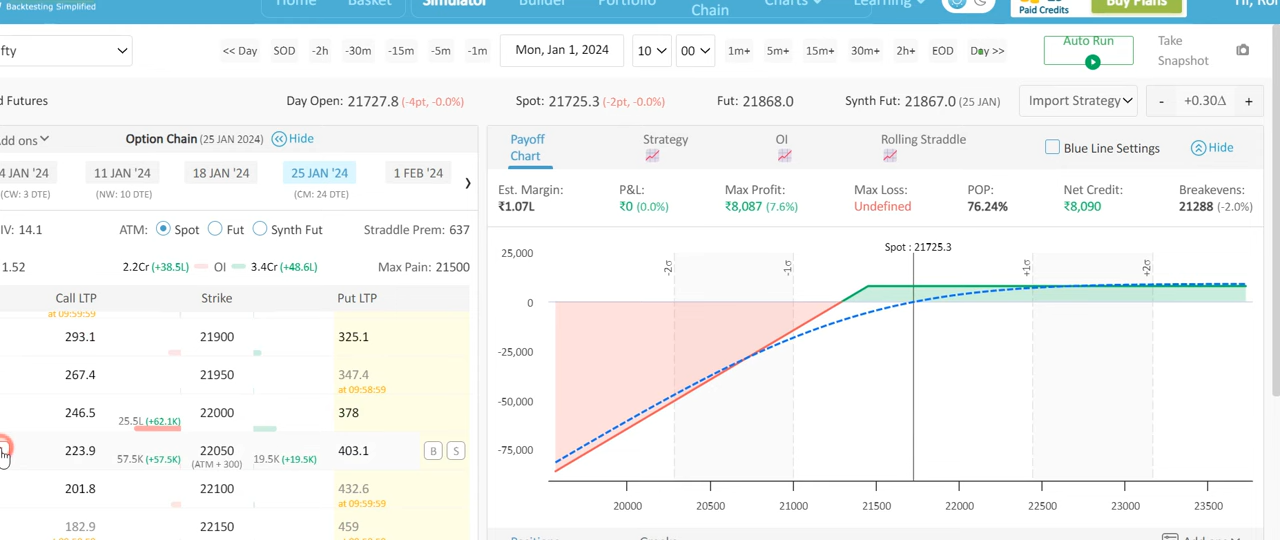 Backtesting Simplified
Home Basket Simulator Builder Portfolio Chain Charts Learning
Paid Credits Buy Plans Hi,
fty << Day SOD -2h -30m -15m -5m -1m Mon, Jan 1, 2024 10 00 1m+ 5m+ 15m+ 30m+ 2h+ EOD Day >> Auto Run Take Snapshot
d Futures Day Open: 21727.8 (-4pt, -0.0%) Spot: 21725.3 (-2pt, -0.0%) Fut: 21868.0 Synth Fut: 21867.0 (25 JAN) Import Strategy - +0.30Δ +
dd ons Option Chain (25 JAN 2024) Hide
4 JAN '24 11 JAN '24 18 JAN '24 25 JAN '24 1 FEB '24
(CW: 3 DTE) (NW: 10 DTE) (CM: 24 DTE)
IV: 14.1 ATM: Spot Fut Synth Fut Straddle Prem: 637
1.52 2.2Cr (+38.5L) OI 3.4Cr (+48.6L) Max Pain: 21500
Call LTP Strike Put LTP
at 09:59:59
293.1 21900 325.1
267.4 21950 347.4
at 09:58:59
246.5 25.5L (+62.1K) 22000 378
223.9 57.5K (+57.5K) 22050 19.5K (+19.5K) 403.1 B S
(ATM + 300)
201.8 22100 432.6
at 09:59:59
182.9 22150 459
Payoff Chart Strategy OI Rolling Straddle Blue Line Settings Hide
Est. Margin: P&L: Max Profit: Max Loss: POP: Net Credit: Breakevens:
₹1.07L ₹0 (0.0%) ₹8,087 (7.6%) Undefined 76.24% ₹8,090 21288 (-2.0%)
Spot : 21725.3
25,000
-2σ -1σ +1σ +2σ
0
-25,000
-50,000
-75,000
20000 20500 21000 21500 22000 22500 23000 23500